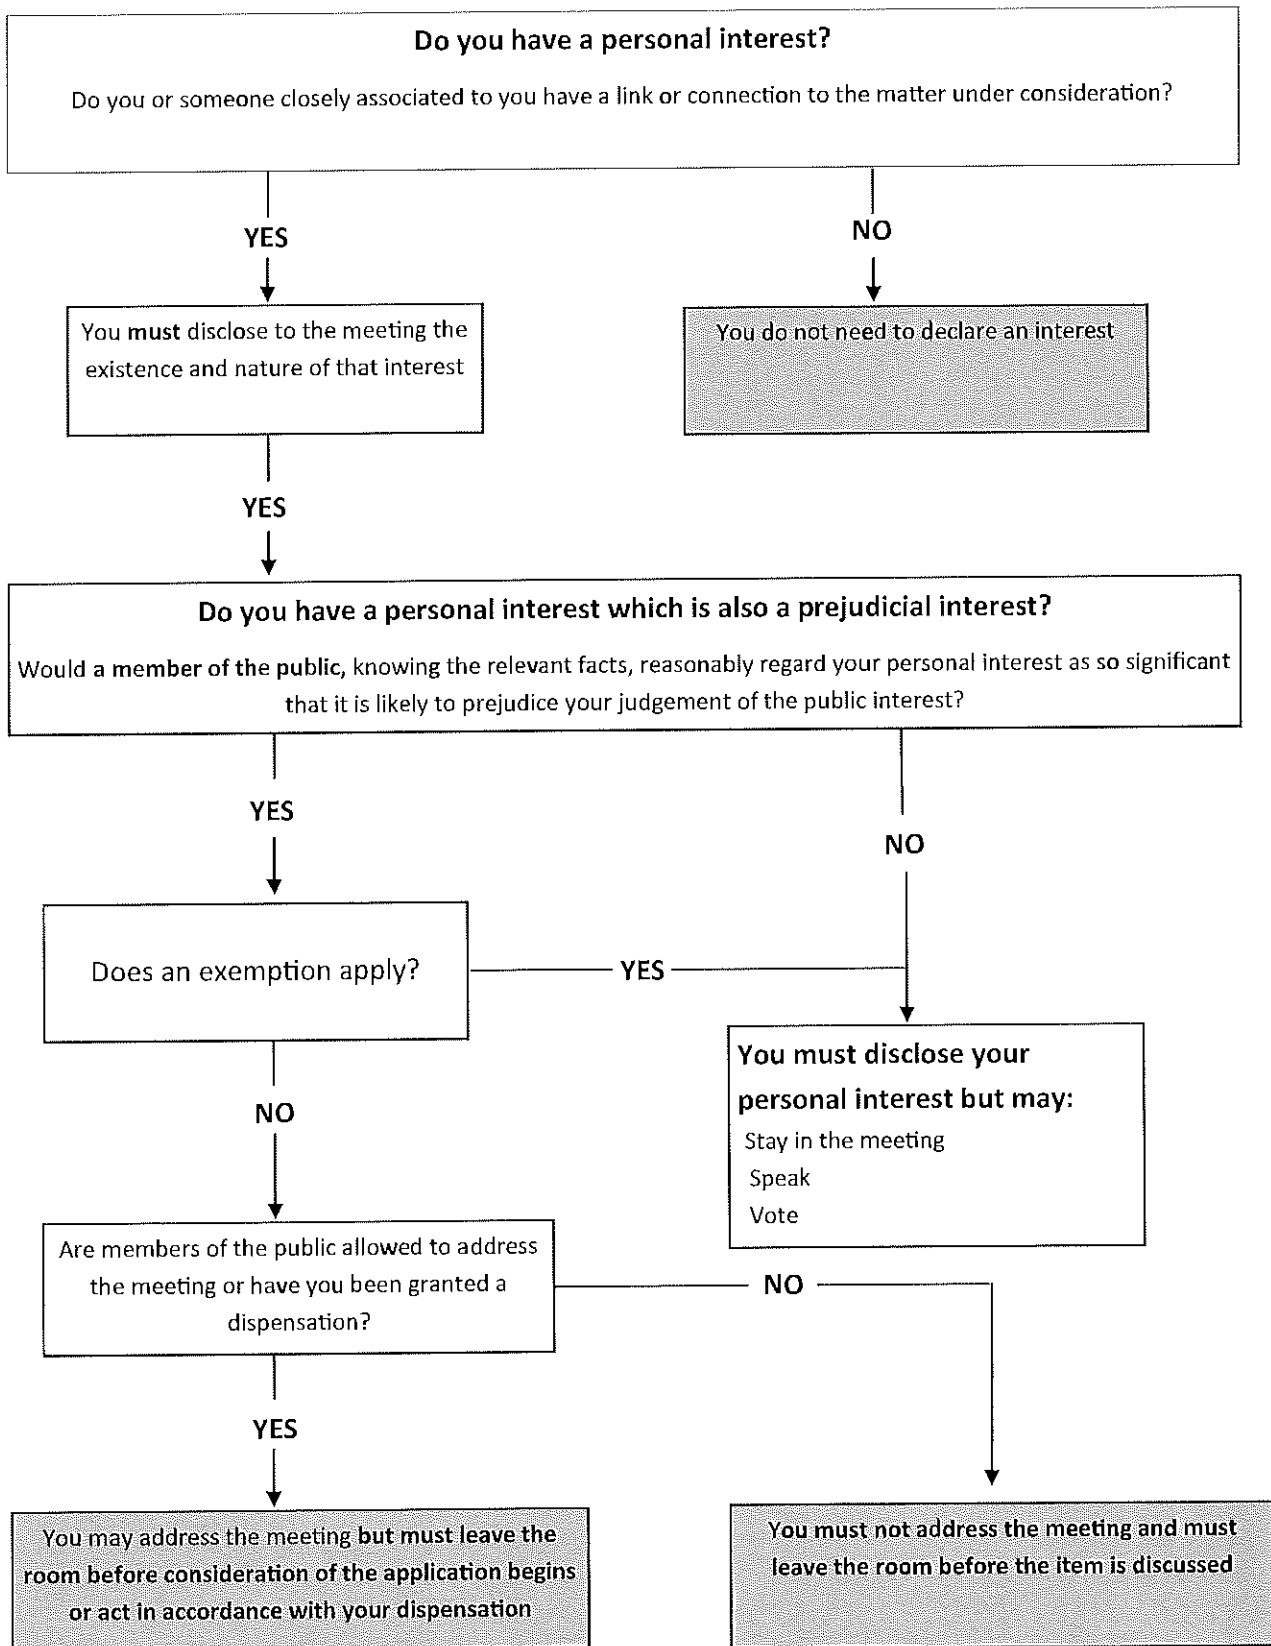 Do you have a personal interest?
Do you or someone closely associated to you have a link or connection to the matter under consideration?
YES
NO
You must disclose to the meeting the
existence and nature of that interest
You do not need to declare an interest
YES
Do you have a personal interest which is also a prejudicial interest?
Would a member of the public, knowing the relevant facts, reasonably regard your personal interest as so significant
that it is likely to prejudice your judgement of the public interest?
YES
NO
Does an exemption apply?
YES
You must disclose your
personal interest but may:
Stay in the meeting
Speak
Vote
NO
Are members of the public allowed to address
the meeting or have you been granted a
dispensation?
NO
YES
You may address the meeting but must leave the
room before consideration of the application begins
or act in accordance with your dispensation
You must not address the meeting and must
leave the room before the item is discussed